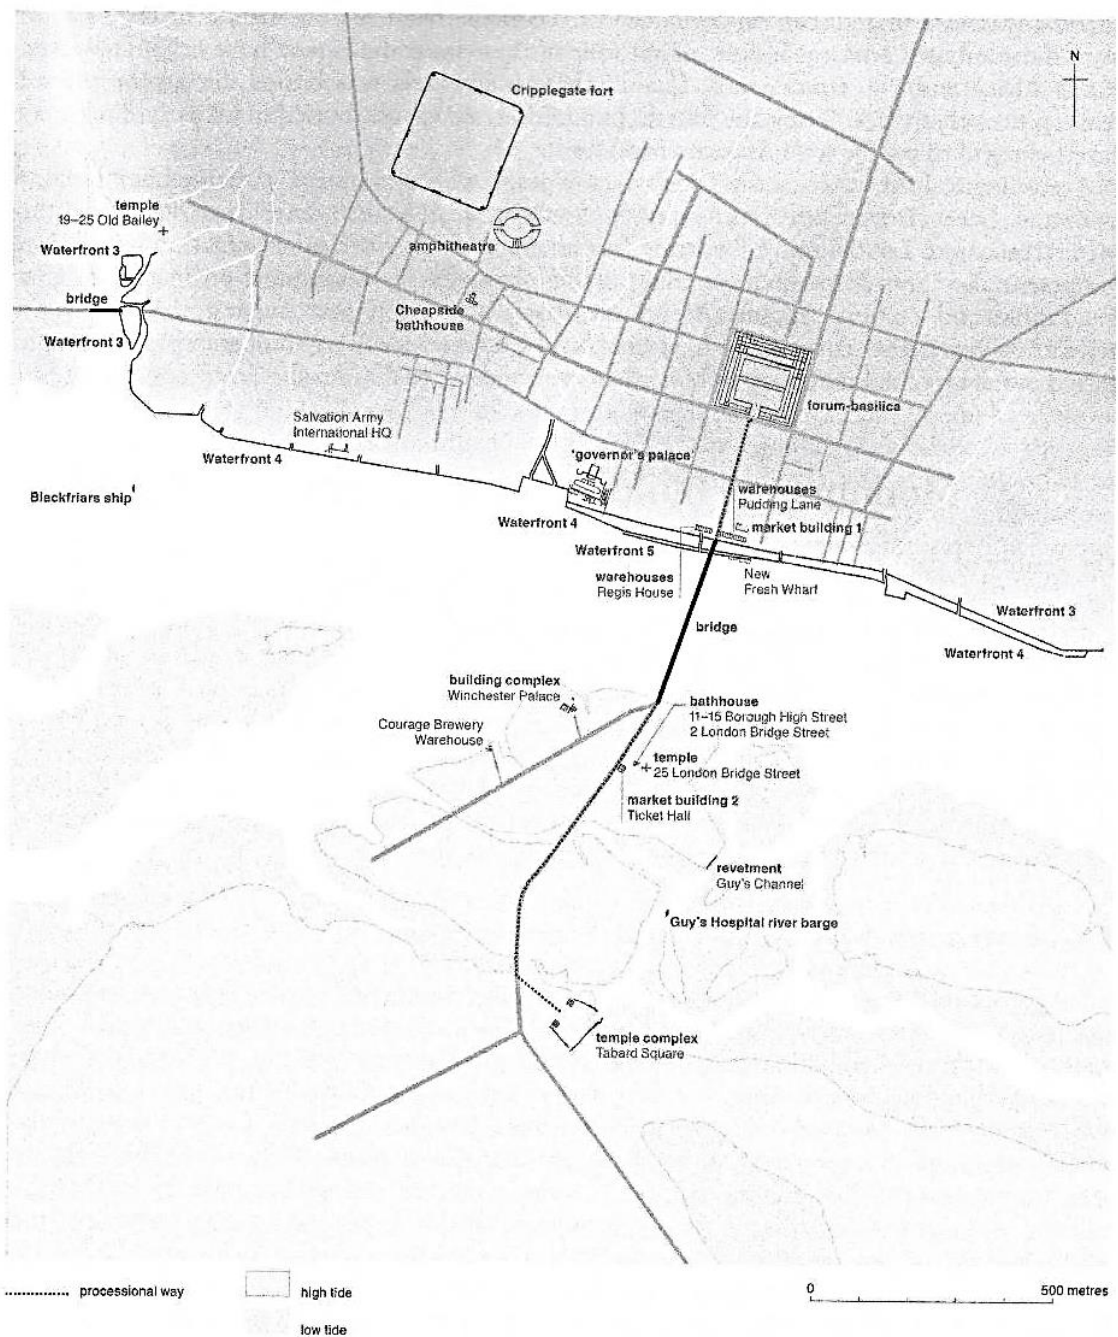 N
Cripplegate fort
temple
19–25 Old Bailey
amphitheatre
Waterfront 3
bridge
Waterfront 3
Cheapside
bathhouse
forum-basilica
Salvation Army
International HQ
Waterfront 4
'governor's palace'
Blackfriars ship
warehouses
Pudding Lane
market building 1
Waterfront 4
Waterfront 5
warehouses
Regis House
New
Fresh Wharf
Waterfront 3
Waterfront 4
bridge
building complex
Winchester Palace
Courage Brewery
Warehouse
bathhouse
11–15 Borough High Street
2 London Bridge Street
temple
25 London Bridge Street
market building 2
Ticket Hall
revetment
Guy's Channel
Guy's Hospital river barge
temple complex
Tabard Square
processional way
high tide
low tide
0
500 metres